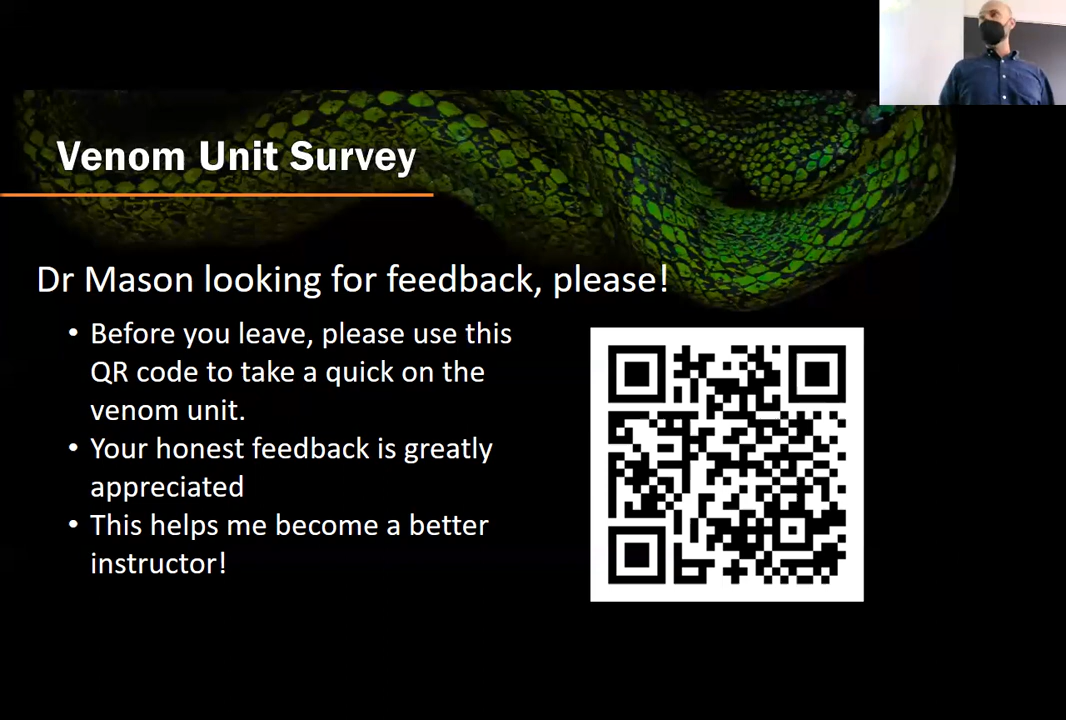 Venom Unit Survey
Dr Mason looking for feedback, please!
• Before you leave, please use this
QR code to take a quick on the
venom unit.
• Your honest feedback is greatly
appreciated
• This helps me become a better
instructor!